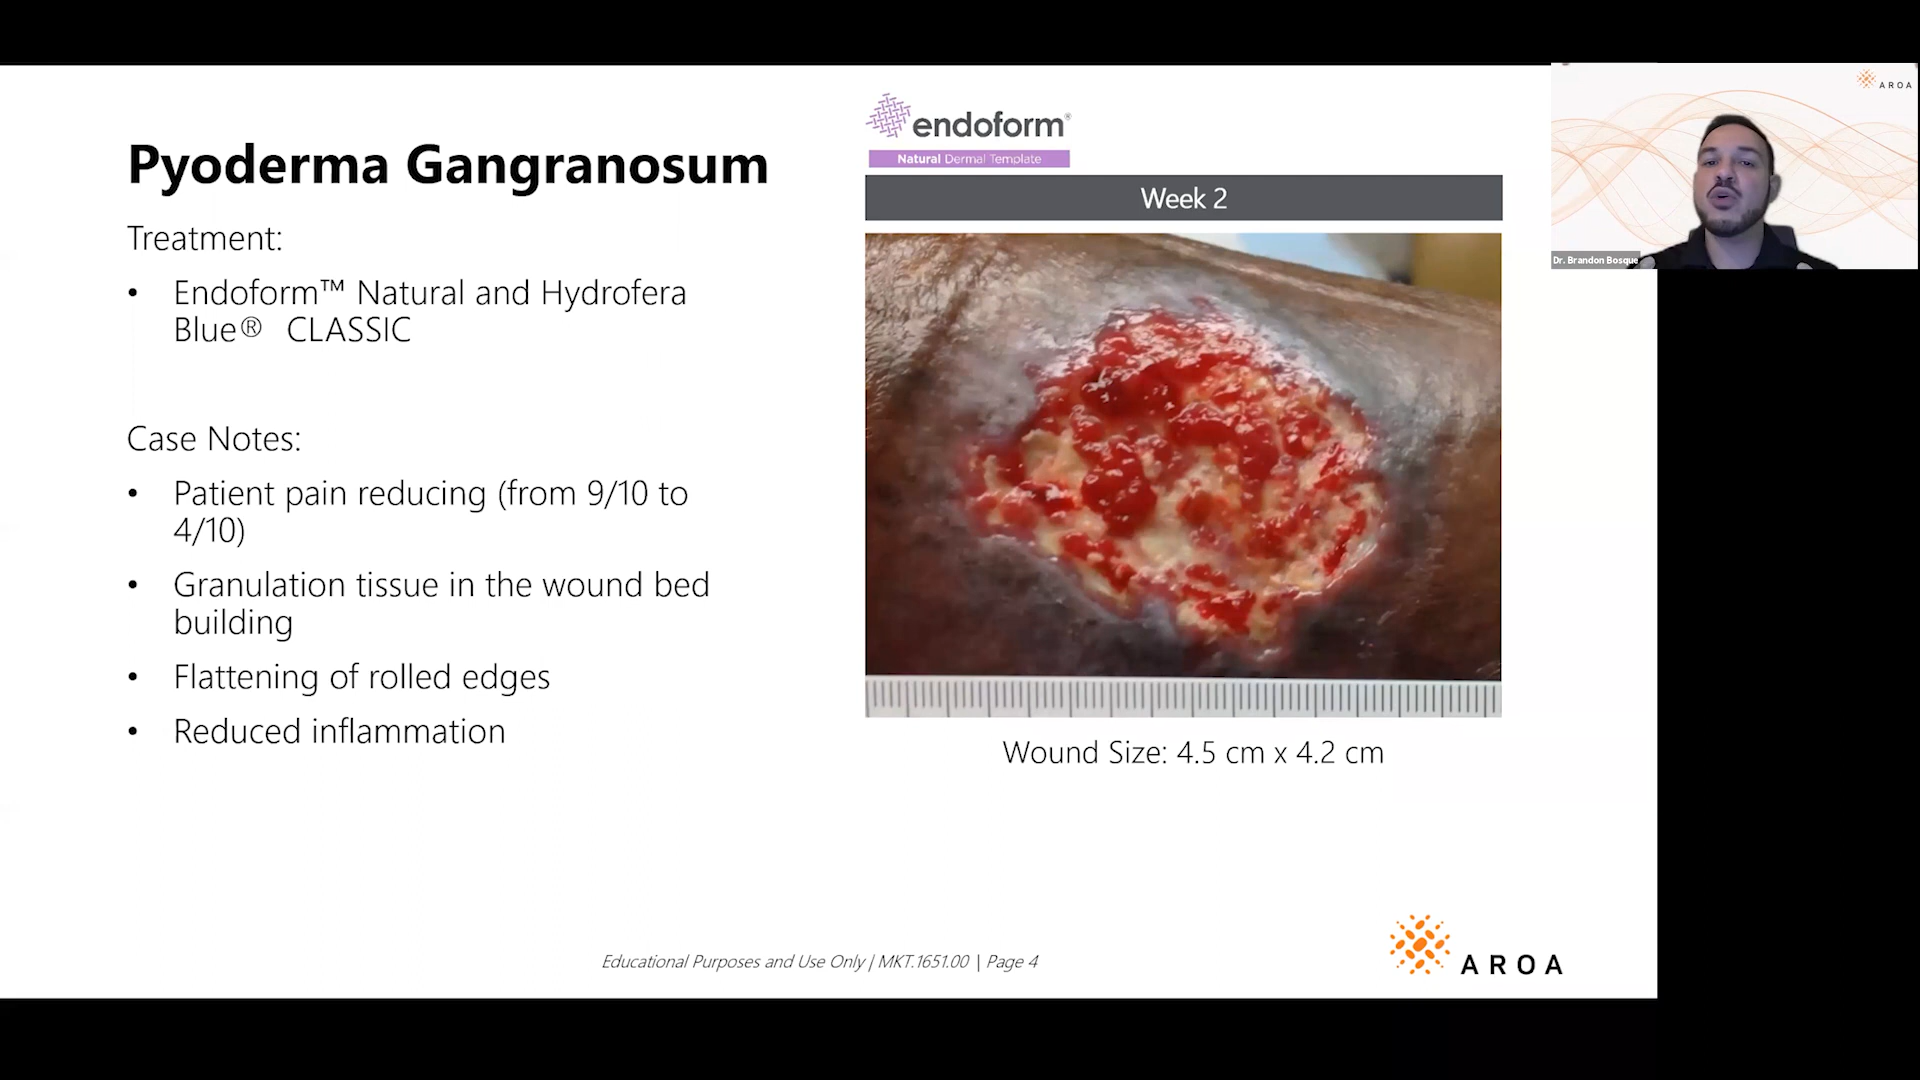 Pyoderma Gangranosum
Treatment:
• Endoform™ Natural and Hydrofera
Blue® CLASSIC
Case Notes:
• Patient pain reducing (from 9/10 to
4/10)
• Granulation tissue in the wound bed
building
• Flattening of rolled edges
• Reduced inflammation
endoform®
Natural Dermal Template
Week 2
Wound Size: 4.5 cm x 4.2 cm
Educational Purposes and Use Only | MKT.1651.00 | Page 4
AROA
AROA
Dr. Brandon Bosque